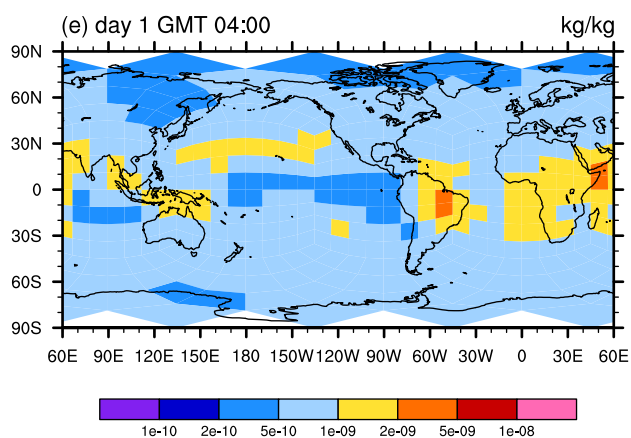 (e) day 1 GMT 04:00 kg/kg
90N
60N
30N
0
30S
60S
90S
60E 90E 120E 150E 180 150W 120W 90W 60W 30W 0 30E 60E
1e-10 2e-10 5e-10 1e-09 2e-09 5e-09 1e-08